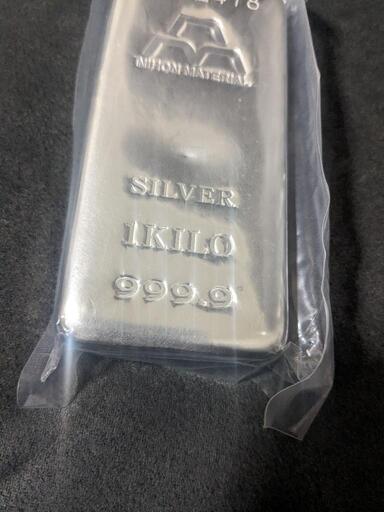 NIHON MATERIAL
SILVER
1KILO
999.9